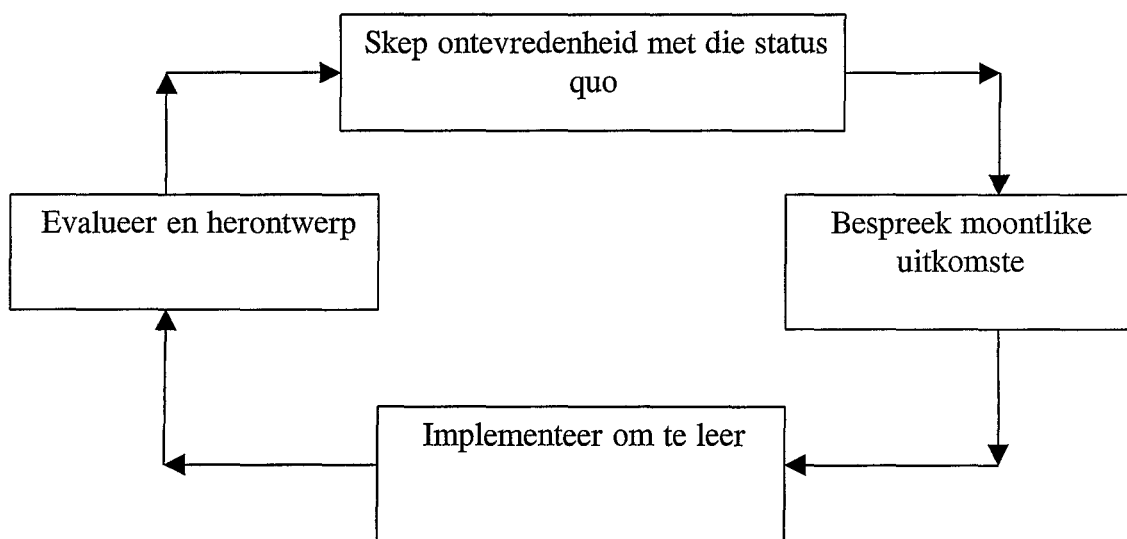 Skep ontevredenheid met die status
quo
Bespreek moontlike
uitkomste
Implementeer om te leer
Evalueer en herontwerp